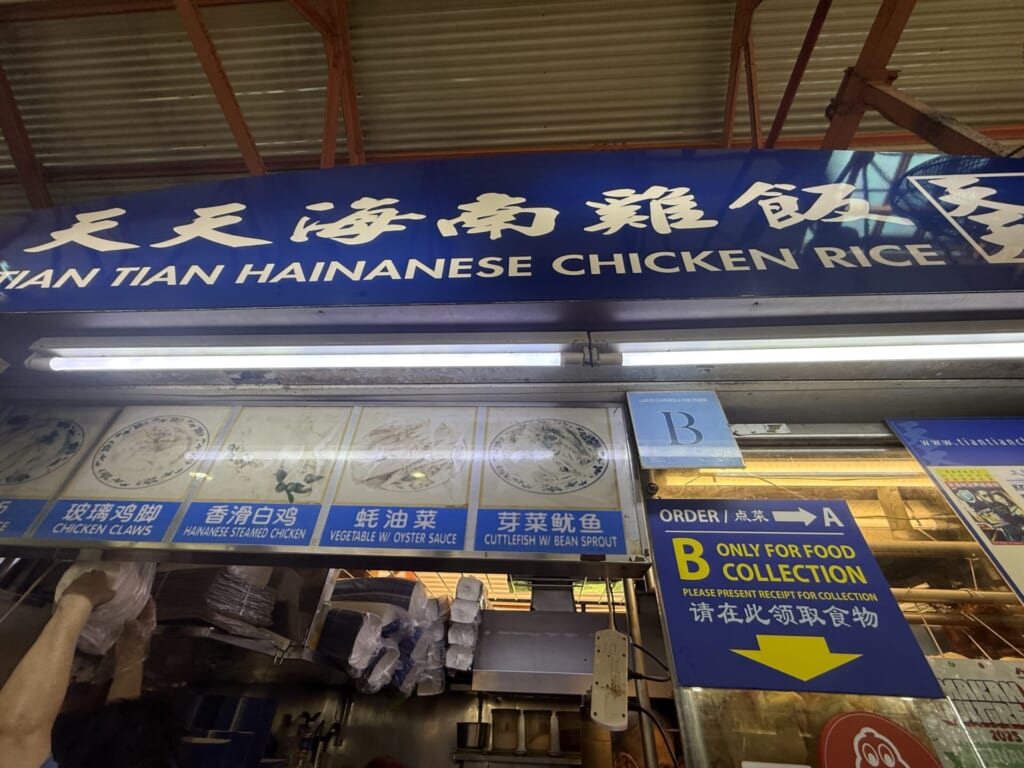 天天海南雞飯
TIAN TIAN HAINANESE CHICKEN RICE
B
玻璃鸡脚
CHICKEN CLAWS
香滑白鸡
HAINANESE STEAMED CHICKEN
蚝油菜
VEGETABLE W/ OYSTER SAUCE
芽菜鱿鱼
CUTTLEFISH W/ BEAN SPROUT
ORDER / 点菜 → A
B ONLY FOR FOOD
COLLECTION
PLEASE PRESENT RECEIPT FOR COLLECTION
请在此领取食物
2023